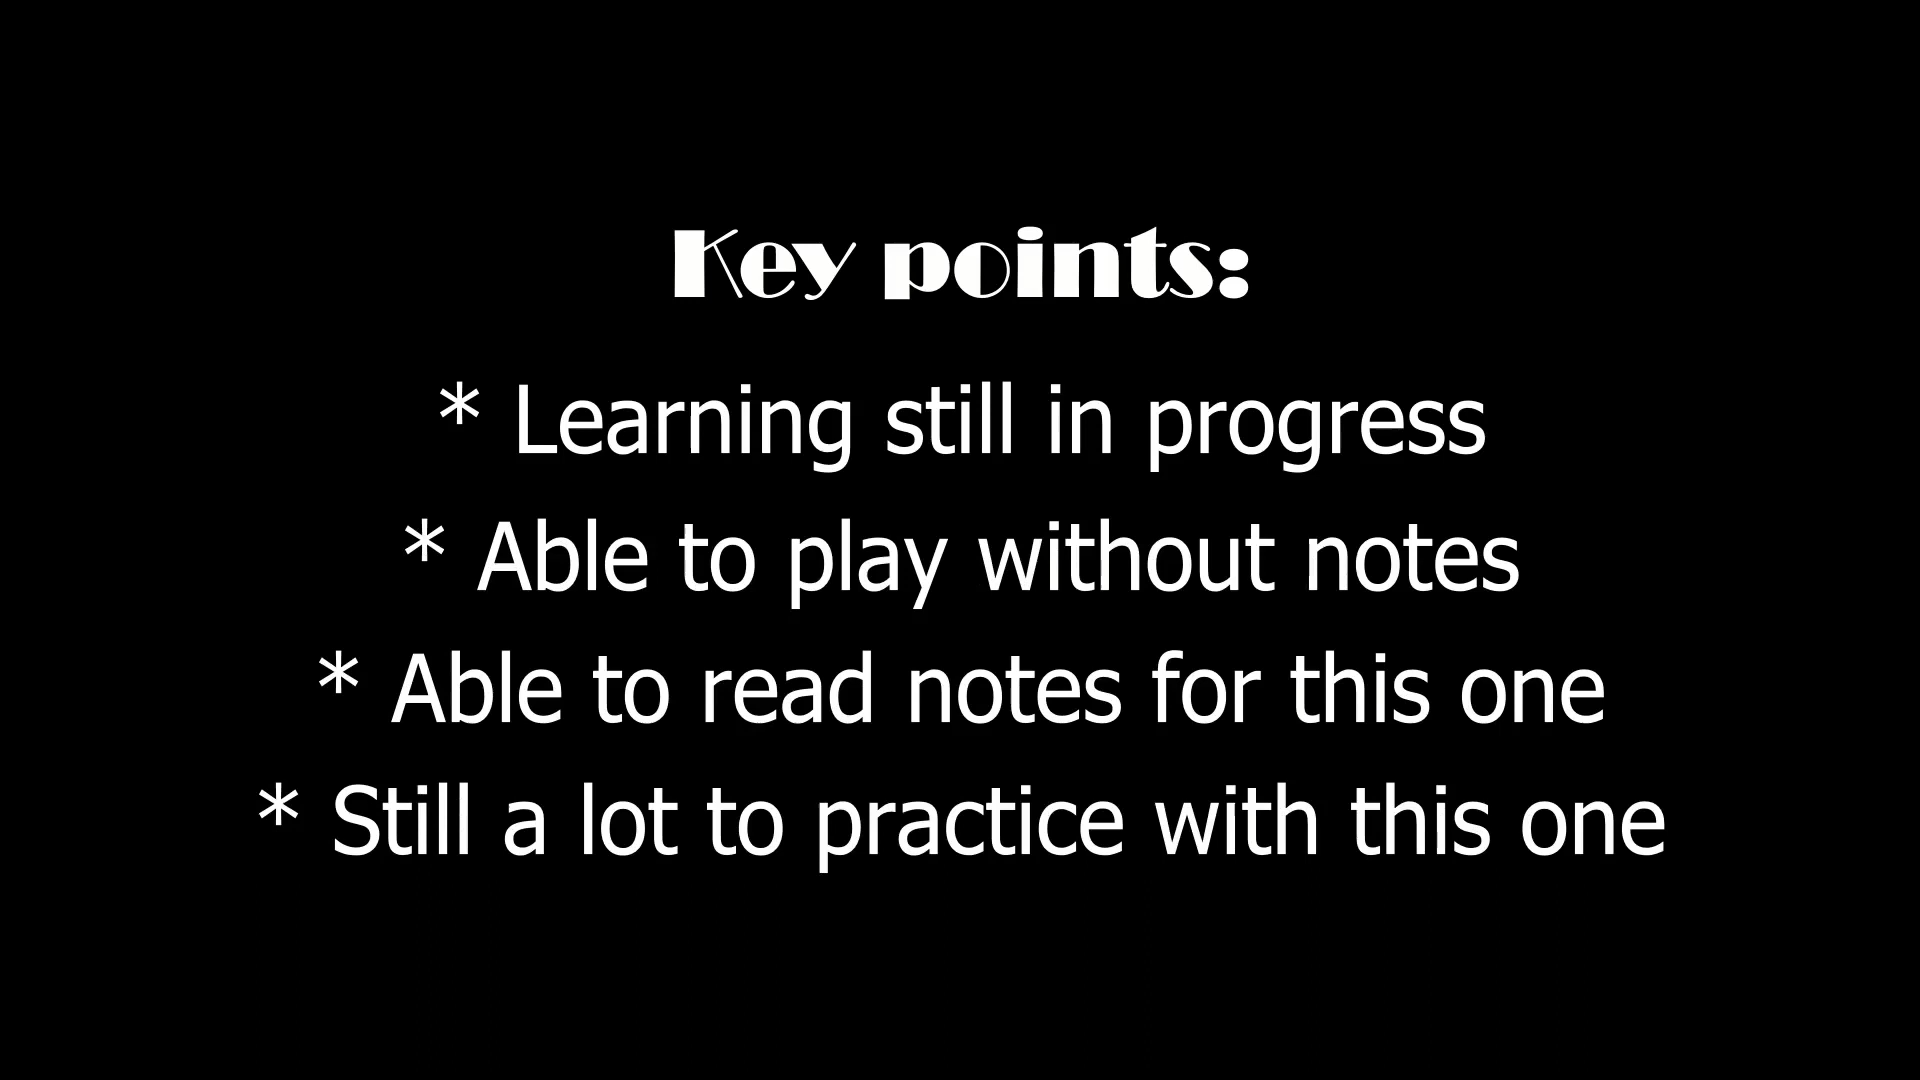 Key points:
* Learning still in progress
* Able to play without notes
* Able to read notes for this one
* Still a lot to practice with this one